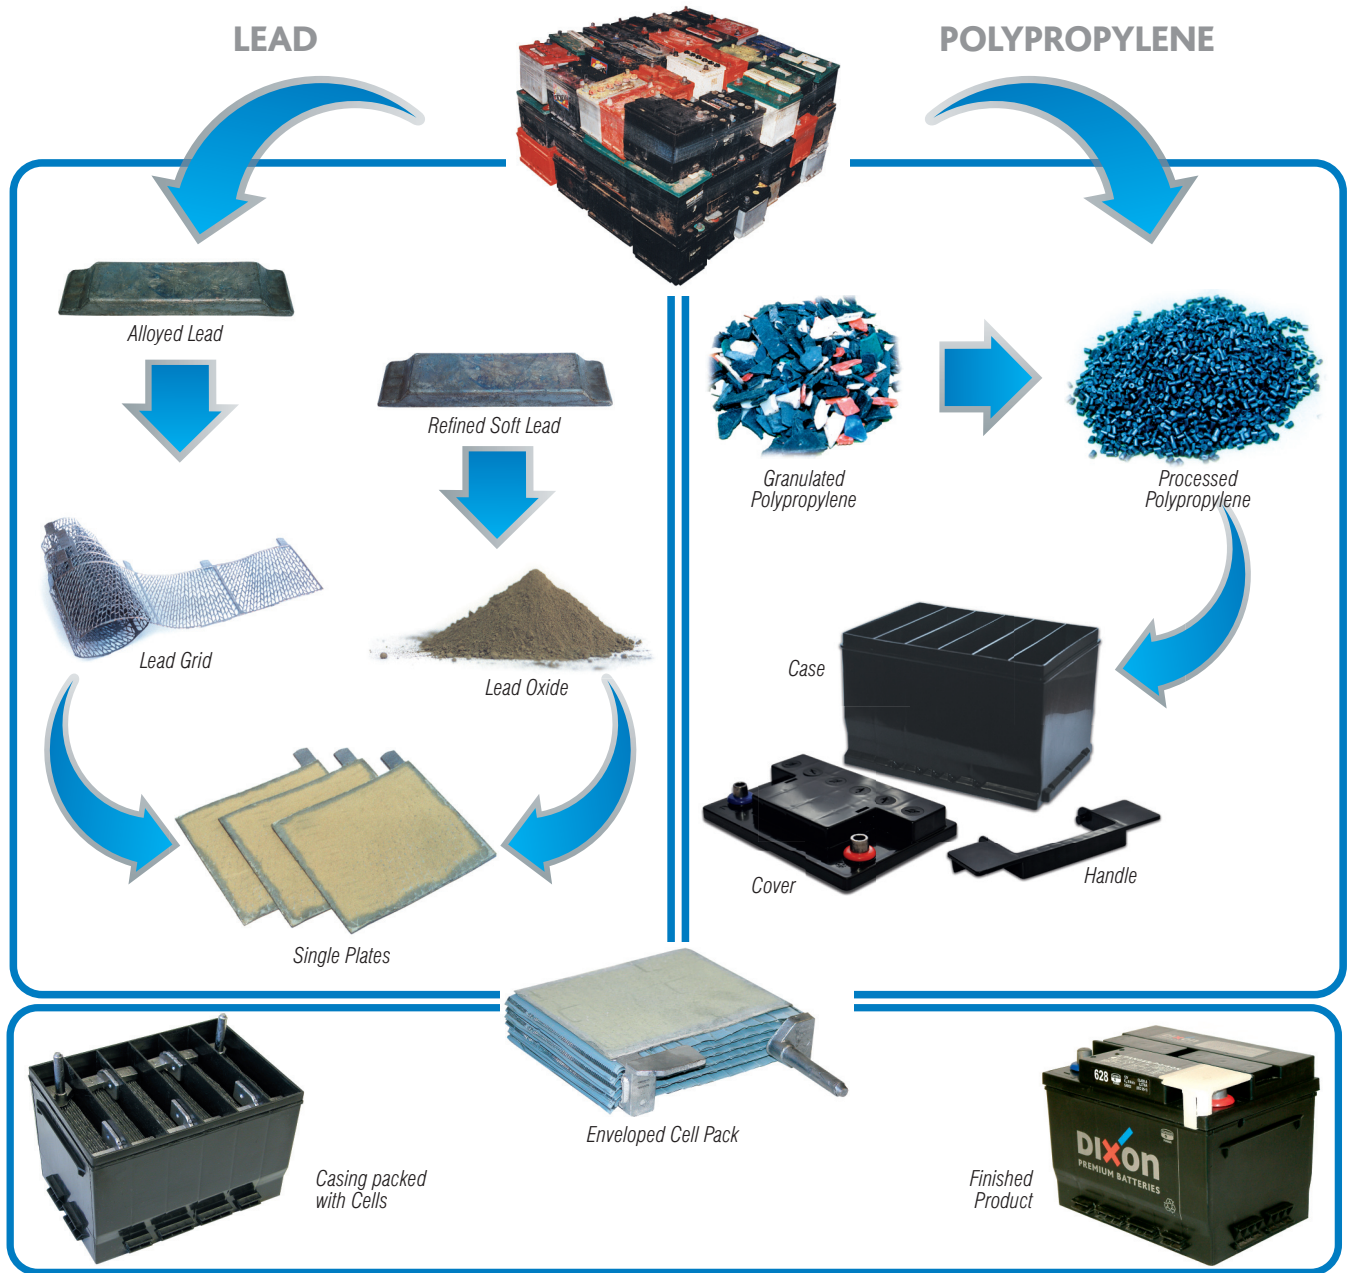 LEAD
POLYPROPYLENE
Alloyed Lead
Refined Soft Lead
Granulated
Polypropylene
Processed
Polypropylene
Lead Grid
Lead Oxide
Case
Cover
Handle
Single Plates
Enveloped Cell Pack
Casing packed
with Cells
Finished
Product
628
DIXON
PREMIUM BATTERIES